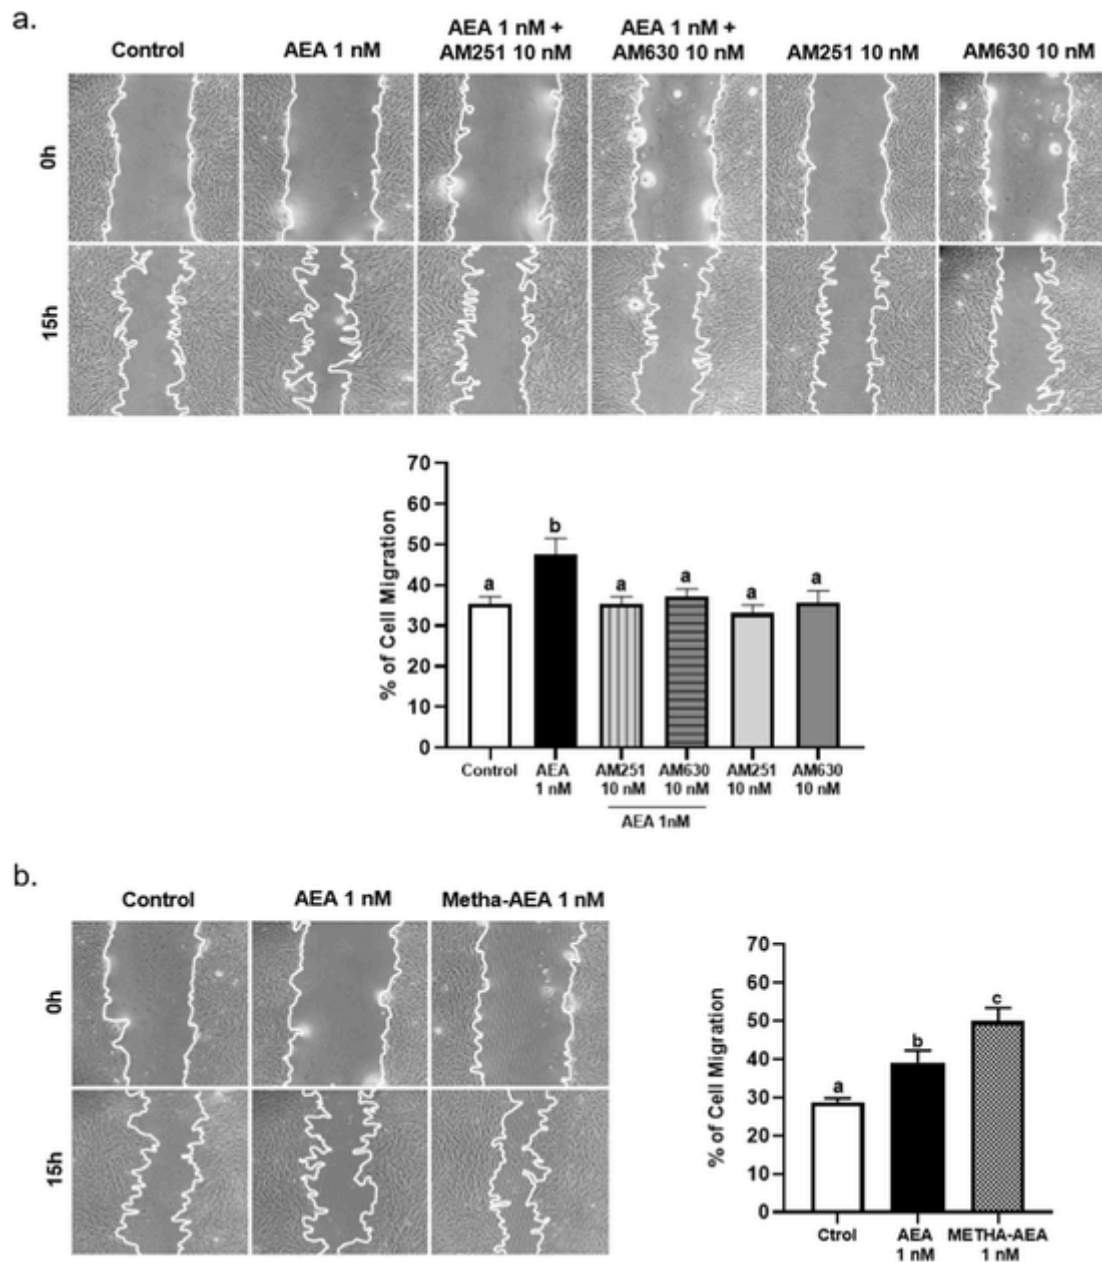 a.
Control
AEA 1 nM
AEA 1 nM +
AM251 10 nM
AEA 1 nM +
AM630 10 nM
AM251 10 nM
AM630 10 nM
0h
15h
% of Cell Migration
70
60
50
40
30
20
10
0
a
b
a
a
a
a
Control
AEA
1 nM
AM251
10 nM
AM630
10 nM
AM251
10 nM
AM630
10 nM
AEA 1nM
b.
Control
AEA 1 nM
Metha-AEA 1 nM
0h
15h
% of Cell Migration
70
60
50
40
30
20
10
0
a
b
c
Ctrol
AEA
1 nM
METHA-AEA
1 nM